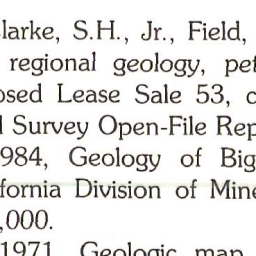 larke, S.H., Jr., Field,
regional geology, pet
osed Lease Sale 53, c
Survey Open-File Rep
984, Geology of Big
ifornia Division of Mine
,000.
1971, Geologic map